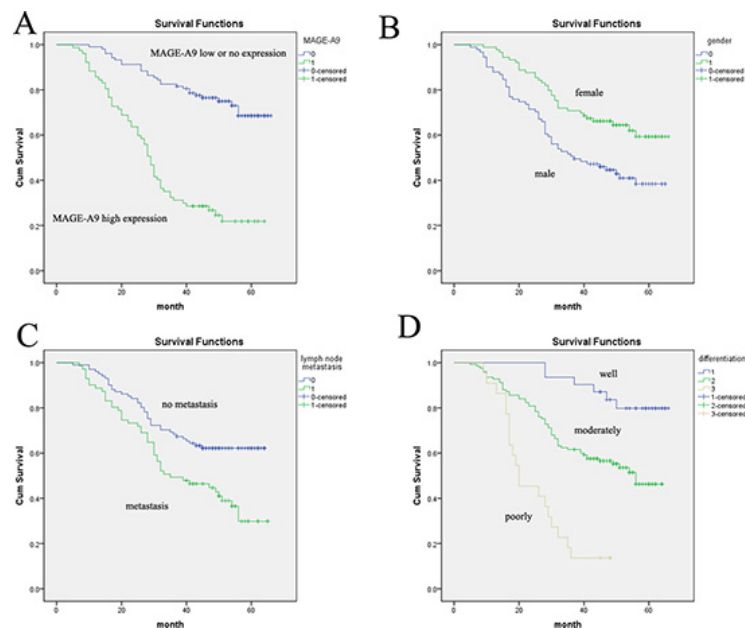 A
Survival Functions
MAGE-A9
0
1
0-censored
1-censored
MAGE-A9 low or no expression
MAGE-A9 high expression
Cum Survival
1.0
0.8
0.6
0.4
0.2
0.0
0
20
40
60
month
B
Survival Functions
gender
0
1
0-censored
1-censored
female
male
Cum Survival
1.0
0.8
0.6
0.4
0.2
0.0
0
20
40
60
month
C
Survival Functions
lymph node
metastasis
0
1
0-censored
1-censored
no metastasis
metastasis
Cum Survival
1.0
0.8
0.6
0.4
0.2
0.0
0
20
40
60
month
D
Survival Functions
differentiation
1
2
3
1-censored
2-censored
3-censored
well
moderately
poorly
Cum Survival
1.0
0.8
0.6
0.4
0.2
0.0
0
20
40
60
month